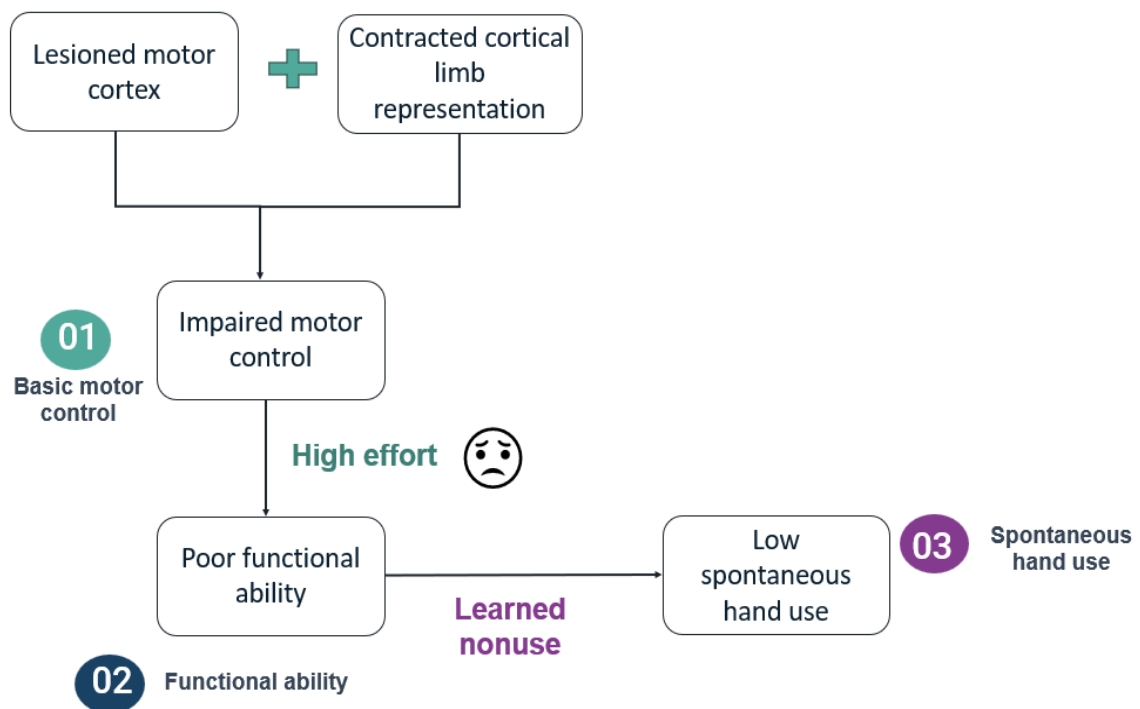 Lesioned motor
cortex
Contracted cortical
limb
representation
Impaired motor
control
01
Basic motor
control
High effort
Poor functional
ability
Learned
nonuse
Low
spontaneous
hand use
03
Spontaneous
hand use
02
Functional ability